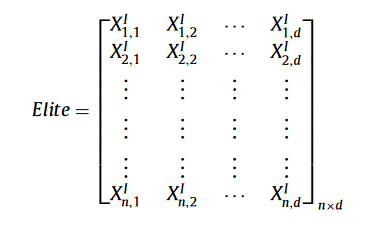 X^I_{1,1} X^I_{1,2} ... X^I_{1,d}
X^I_{2,1} X^I_{2,2} ... X^I_{2,d}
⋮ ⋮ ⋮ ⋮
Elite = ⋮ ⋮ ⋮ ⋮
⋮ ⋮ ⋮ ⋮
X^I_{n,1} X^I_{n,2} ... X^I_{n,d} n×d